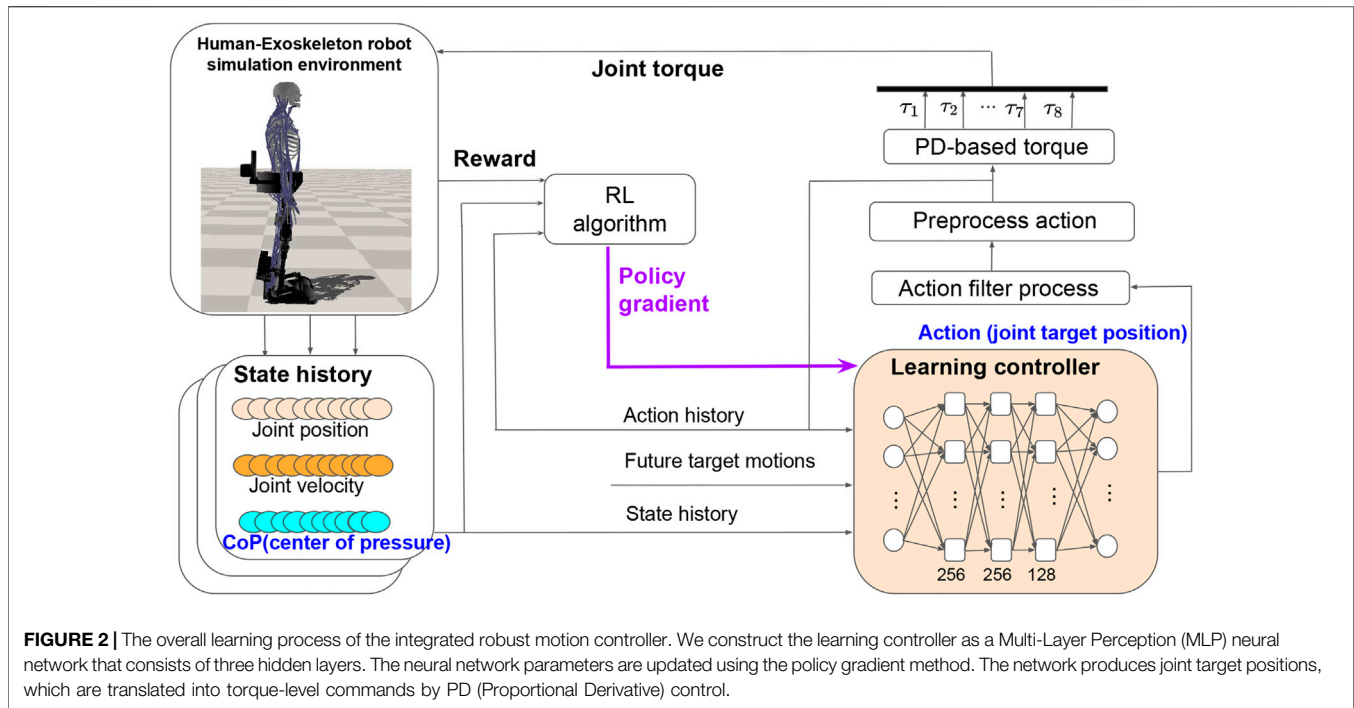 Human-Exoskeleton robot
simulation environment
Joint torque
τ1 τ2 ... τ7 τ8
PD-based torque
Reward
RL
algorithm
Preprocess action
Policy
gradient
Action filter process
Action (joint target position)
State history
Joint position
Joint velocity
CoP(center of pressure)
Action history
Future target motions
State history
Learning controller
256 256 128
FIGURE 2 | The overall learning process of the integrated robust motion controller. We construct the learning controller as a Multi-Layer Perception (MLP) neural
network that consists of three hidden layers. The neural network parameters are updated using the policy gradient method. The network produces joint target positions,
which are translated into torque-level commands by PD (Proportional Derivative) control.